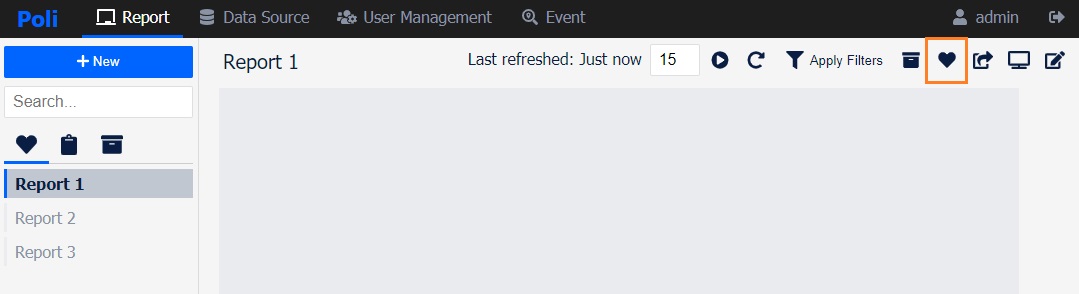 Poli Report Data Source User Management Event admin
New
Report 1 Last refreshed: Just now 15 Apply Filters
Search...
Report 1
Report 2
Report 3